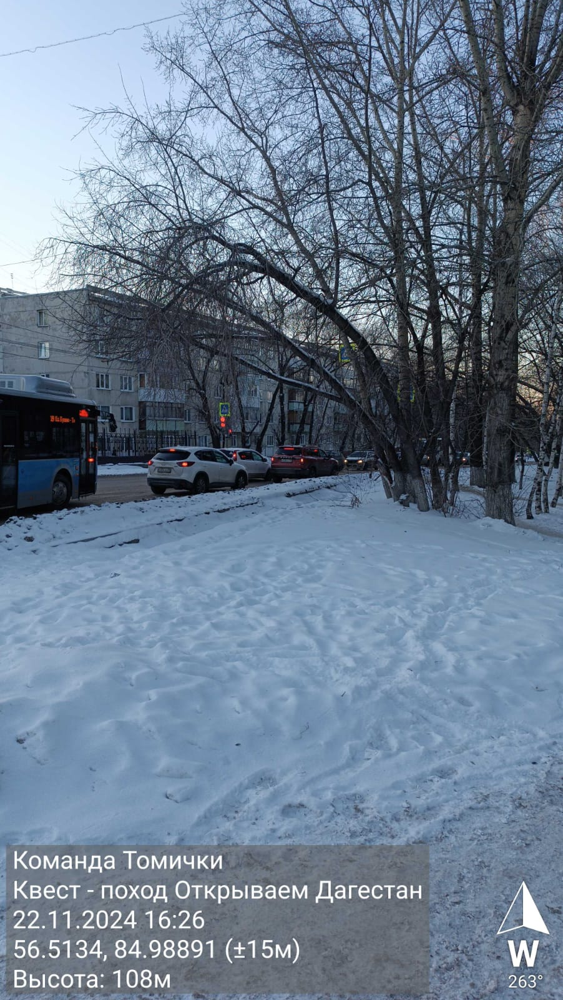 Команда Томички
Квест - поход Открываем Дагестан
22.11.2024 16:26
56.5134, 84.98891 (±15м)
Высота: 108м
W
263°